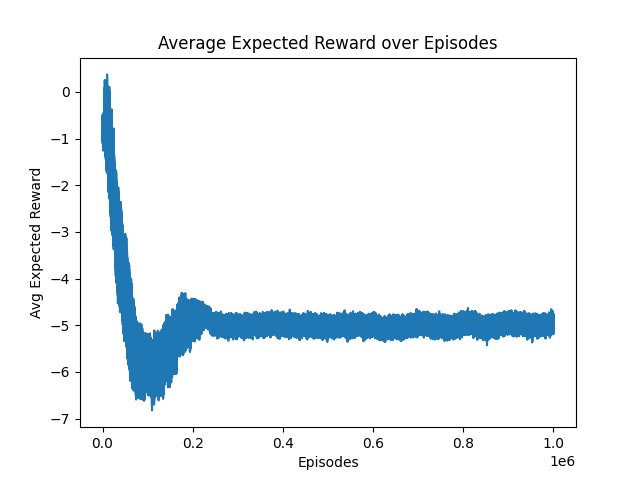 Average Expected Reward over Episodes
Avg Expected Reward
0
−1
−2
−3
−4
−5
−6
−7
0.0 0.2 0.4 0.6 0.8 1.0
1e6
Episodes